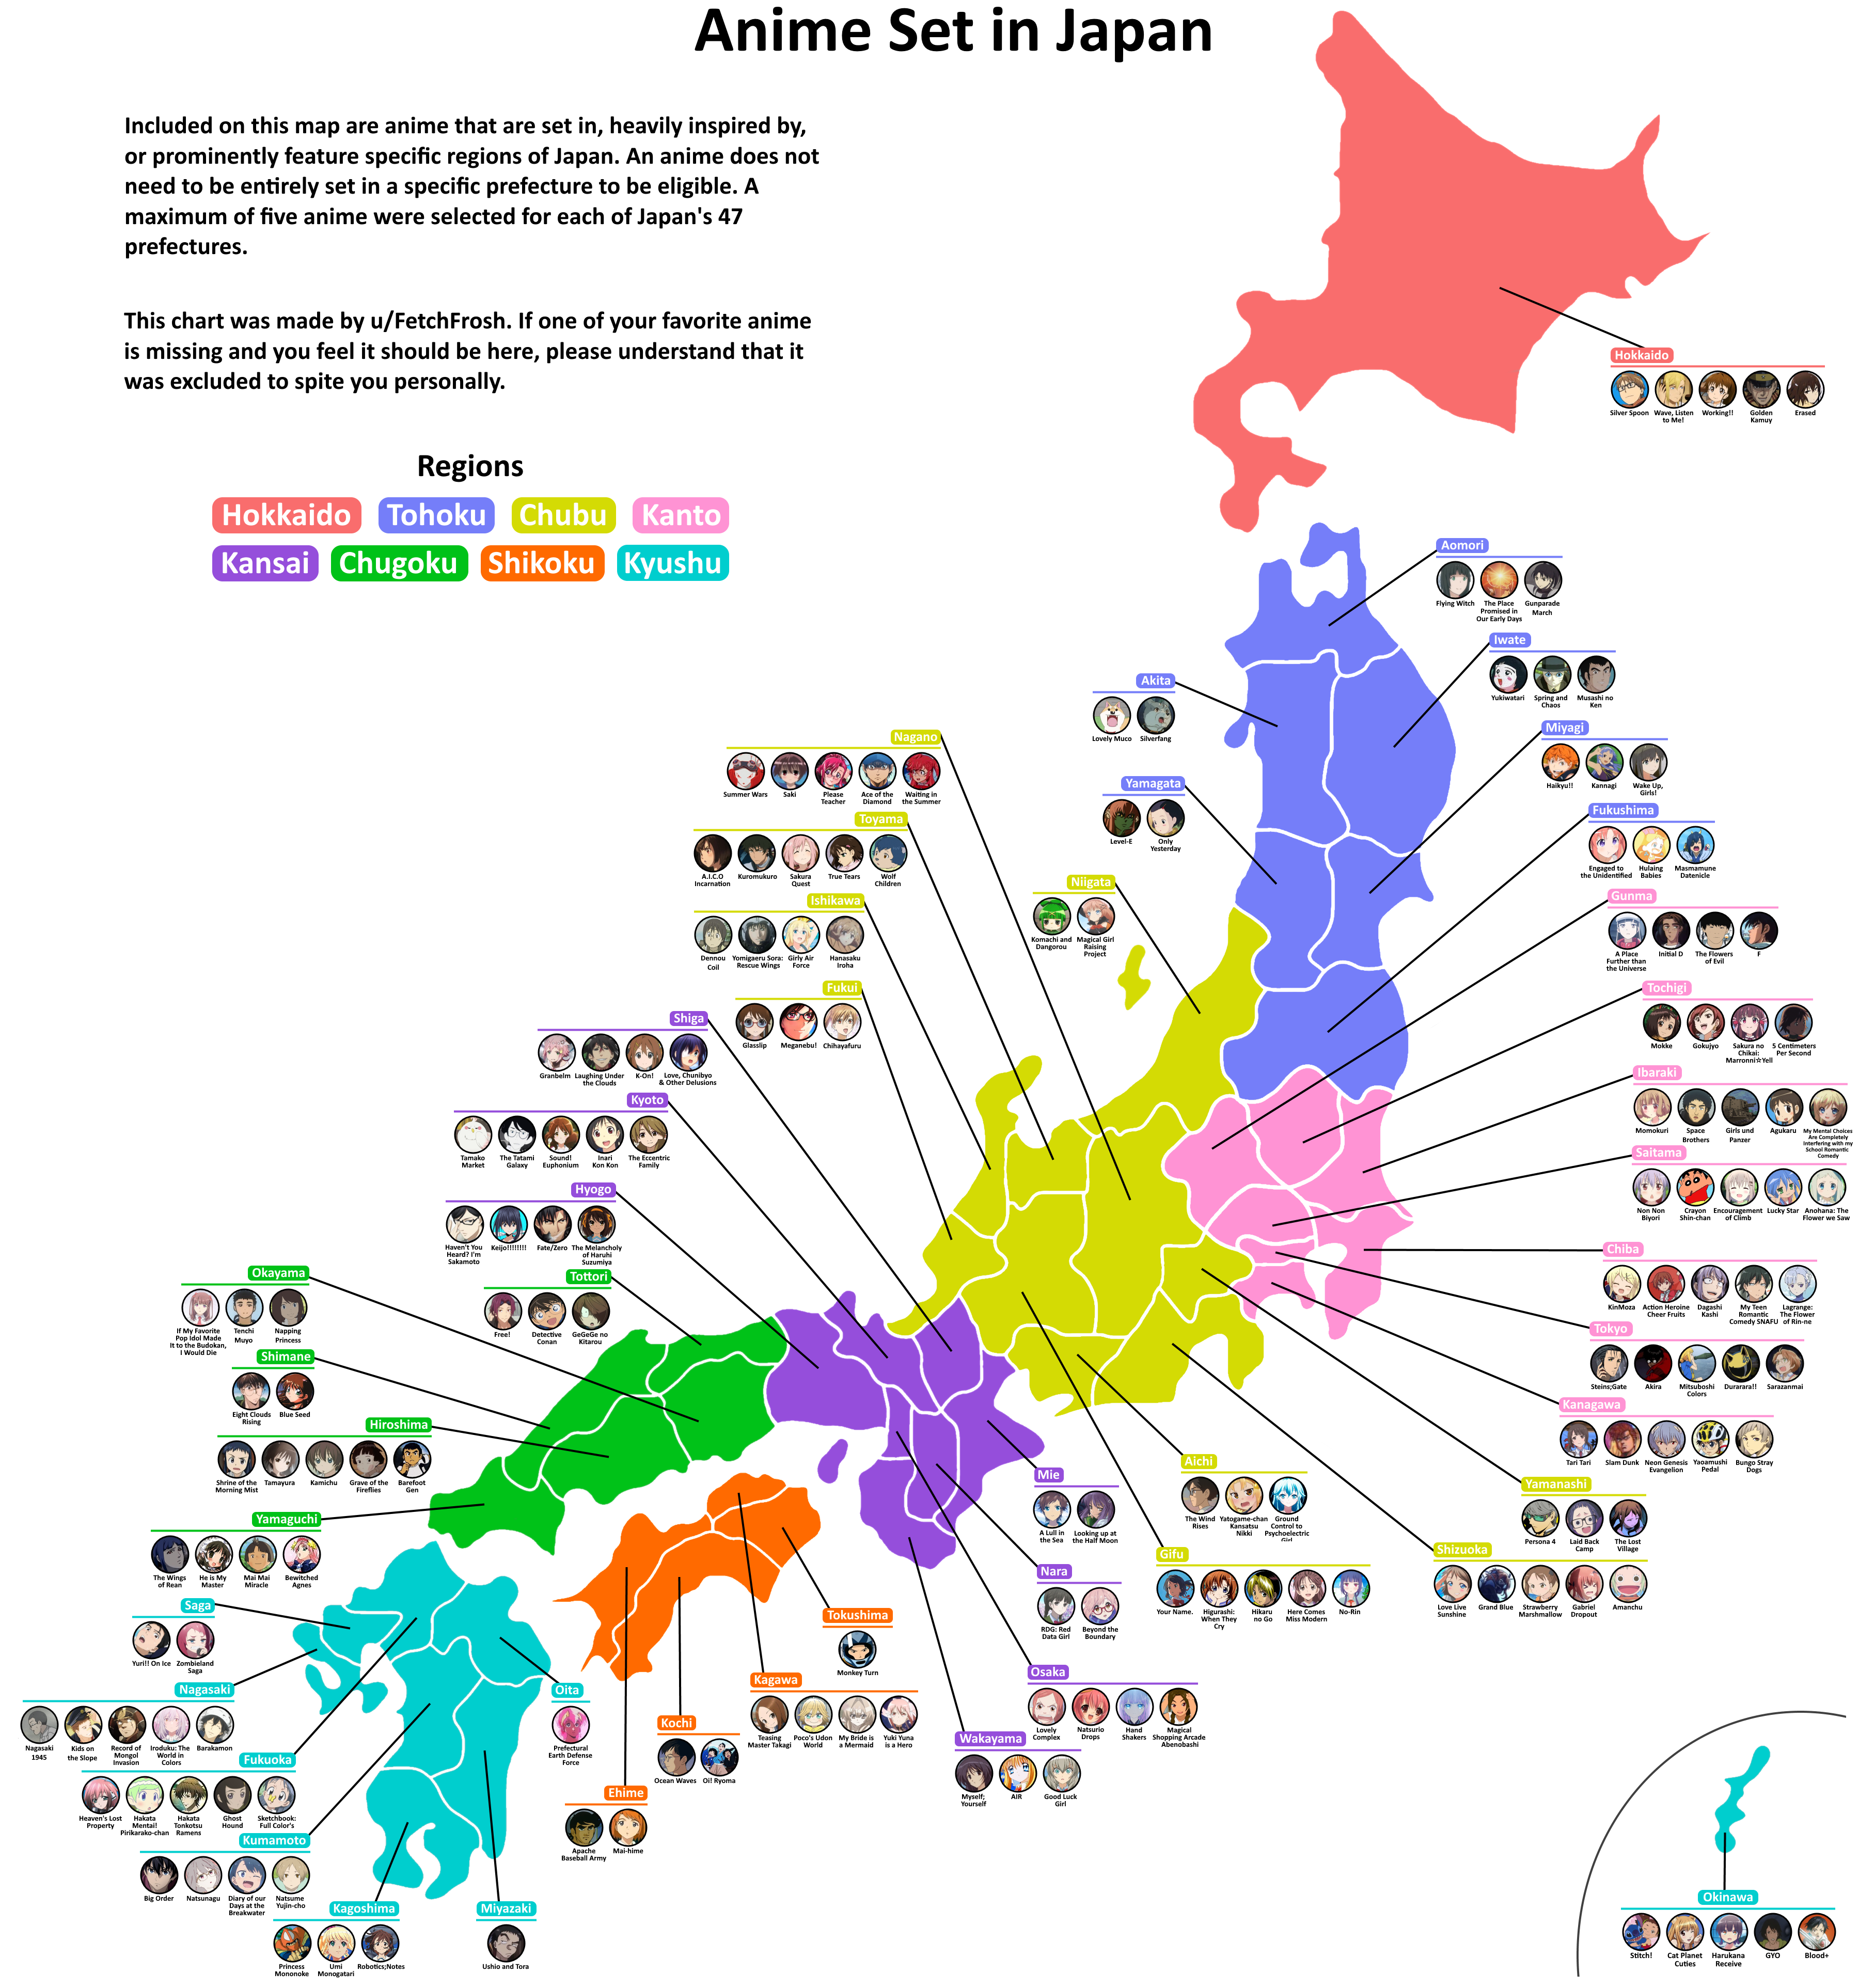 Anime Set in Japan
Included on this map are anime that are set in, heavily inspired by,
or prominently feature specific regions of Japan. An anime does not
need to be entirely set in a specific prefecture to be eligible. A
maximum of five anime were selected for each of Japan's 47
prefectures.
This chart was made by u/FetchFrosh. If one of your favorite anime
is missing and you feel it should be here, please understand that it
was excluded to spite you personally.
Regions
Hokkaido Tohoku Chubu Kanto
Kansai Chugoku Shikoku Kyushu
Hokkaido
Silver Spoon
Wave, Listen
to Me!
Working!!
Golden
Kamuy
Erased
Aomori
Flying Witch
The Place
Promised in
Our Early Days
Gunparade
March
Iwate
Yukiwatari
Spring and
Chaos
Musashi no
Ken
Akita
Lovely Muco
Silverfang
Miyagi
Haikyu!!
Kannagi
Wake Up,
Girls!
Yamagata
Level-E
Only
Yesterday
Fukushima
Engaged to
the Unidentified
Hulaing
Babies
Masmamune
Datenicle
Nagano
Summer Wars
Saki
Please
Teacher
Ace of the
Diamond
Waiting in
the Summer
Toyama
A.I.C.O
Incarnation
Kuromukuro
Sakura
Quest
True Tears
Wolf
Children
Niigata
Komachi and
Dangorou
Magical Girl
Raising
Project
Ishikawa
Dennou
Coil
Yomigaeru Sora:
Rescue Wings
Girly Air
Force
Hanasaku
Iroha
Fukui
Glasslip
Meganebu!
Chihayafuru
Gunma
A Place
Further than
the Universe
Initial D
The Flowers
of Evil
F
Tochigi
Mokke
Gokujyo
Sakura no
Chikai:
Marronni☆Yell
5 Centimeters
Per Second
Ibaraki
Momokuri
Space
Brothers
Girls und
Panzer
Agukaru
My Mental Choices
Are Completely
Interfering with my
School Romantic
Comedy
Saitama
Non Non
Biyori
Crayon
Shin-chan
Encouragement
of Climb
Lucky Star
Anohana: The
Flower we Saw
Chiba
KinMoza
Action Heroine
Cheer Fruits
Dagashi
Kashi
My Teen
Romantic
Comedy SNAFU
Lagrange:
The Flower
of Rin-ne
Tokyo
Steins;Gate
Akira
Mitsuboshi
Colors
Durarara!!
Sarazanmai
Kanagawa
Tari Tari
Slam Dunk
Neon Genesis
Evangelion
Yaoamushi
Pedal
Bungo Stray
Dogs
Yamanashi
Persona 4
Laid Back
Camp
The Lost
Village
Shizuoka
Love Live
Sunshine
Grand Blue
Strawberry
Marshmallow
Gabriel
Dropout
Amanchu
Aichi
The Wind
Rises
Yatogame-chan
Kansatsu
Nikki
Ground
Control to
Psychoelectric
Girl
Gifu
Your Name.
Higurashi:
When They
Cry
Hikaru
no Go
Here Comes
Miss Modern
No-Rin
Shiga
Granbelm
Laughing Under
the Clouds
K-On!
Love, Chunibyo
& Other Delusions
Kyoto
Tamako
Market
The Tatami
Galaxy
Sound!
Euphonium
Inari
Kon Kon
The Eccentric
Family
Hyogo
Haven't You
Heard? I'm
Sakamoto
Keijo!!!!!!!!
Fate/Zero
The Melancholy
of Haruhi
Suzumiya
Mie
A Lull in
the Sea
Looking up at
the Half Moon
Nara
RDG: Red
Data Girl
Beyond the
Boundary
Osaka
Lovely
Complex
Natsurio
Drops
Hand
Shakers
Magical
Shopping Arcade
Abenobashi
Wakayama
Myself;
Yourself
AIR
Good Luck
Girl
Tottori
Free!
Detective
Conan
GeGeGe no
Kitarou
Okayama
If My Favorite
Pop Idol Made
It to the Budokan,
I Would Die
Tenchi
Muyo
Napping
Princess
Shimane
Eight Clouds
Rising
Blue Seed
Hiroshima
Shrine of the
Morning Mist
Tamayura
Kamichu
Grave of the
Fireflies
Barefoot
Gen
Yamaguchi
The Wings
of Rean
He is My
Master
Mai Mai
Miracle
Bewitched
Agnes
Tokushima
Monkey Turn
Kagawa
Teasing
Master Takagi
Poco's Udon
World
My Bride is
a Mermaid
Yuki Yuna
is a Hero
Kochi
Ocean Waves
Oi! Ryoma
Ehime
Apache
Baseball Army
Mai-hime
Saga
Yuri!! On Ice
Zombieland
Saga
Nagasaki
Nagasaki
1945
Kids on
the Slope
Record of
Mongol
Invasion
Iroduku: The
World in
Colors
Barakamon
Oita
Prefectural
Earth Defense
Force
Fukuoka
Heaven's Lost
Property
Hakata
Mentai!
Pirikarako-chan
Hakata
Tonkotsu
Ramens
Ghost
Hound
Sketchbook:
Full Color's
Kumamoto
Big Order
Natsunagu
Diary of our
Days at the
Breakwater
Natsume
Yujin-cho
Kagoshima
Princess
Mononoke
Umi
Monogatari
Robotics;Notes
Miyazaki
Ushio and Tora
Okinawa
Stitch!
Cat Planet
Cuties
Harukana
Receive
GYO
Blood+